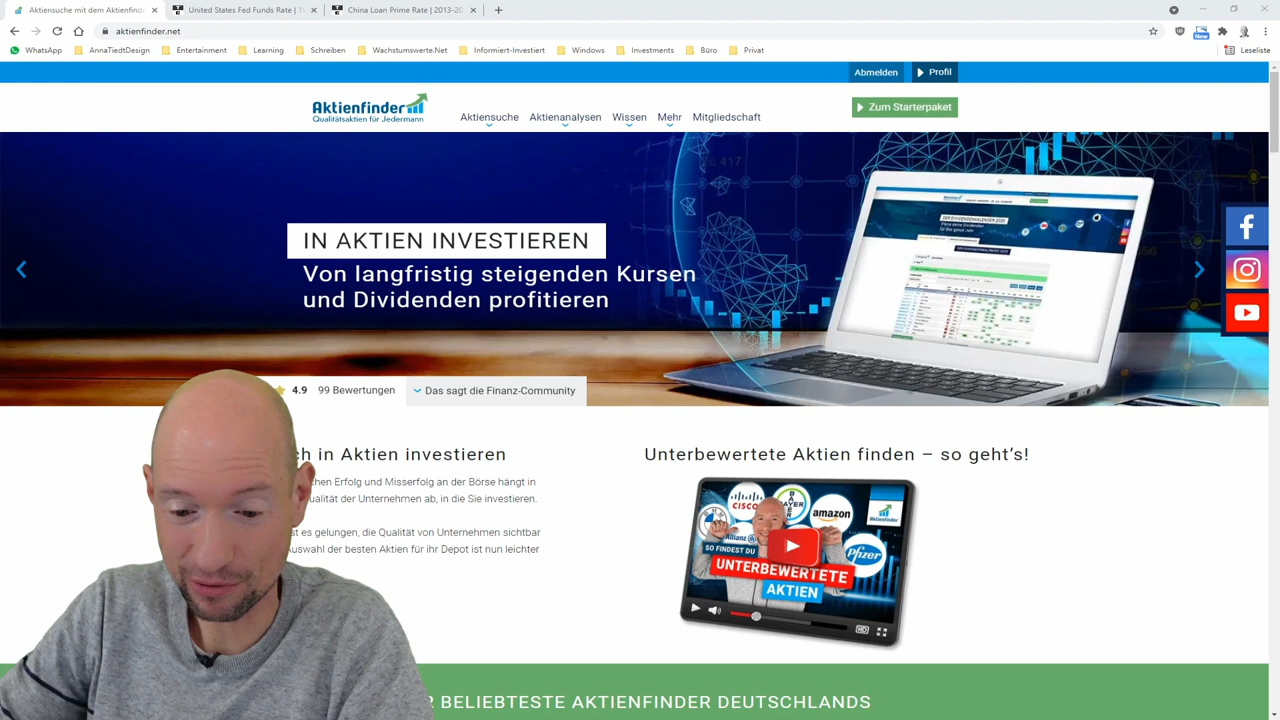 Aktiensuche mit dem Aktienfinde
United States Fed Funds Rate | 1
China Loan Prime Rate | 2013-20
aktienfinder.net
New
WhatsApp
AnnaTiedtDesign
Entertainment
Learning
Schreiben
Wachstumswerte.Net
Informiert-Investiert
Windows
Investments
Büro
Privat
Leseliste
Abmelden
Profil
Aktienfinder
Qualitätsaktien für Jedermann
Aktiensuche
Aktienanalysen
Wissen
Mehr
Mitgliedschaft
Zum Starterpaket
IN AKTIEN INVESTIEREN
Von langfristig steigenden Kursen
und Dividenden profitieren
4.9 99 Bewertungen
Das sagt die Finanz-Community
ch in Aktien investieren
chen Erfolg und Misserfolg an der Börse hängt in
ualität der Unternehmen ab, in die Sie investieren.
st es gelungen, die Qualität von Unternehmen sichtbar
Auswahl der besten Aktien für ihr Depot ist nun leichter
Unterbewertete Aktien finden – so geht's!
CISCO
BAYER
amazon
Aktienfinder
Allianz
Pfizer
SO FINDEST DU
UNTERBEWERTETE
AKTIEN
HD
R BELIEBTESTE AKTIENFINDER DEUTSCHLANDS